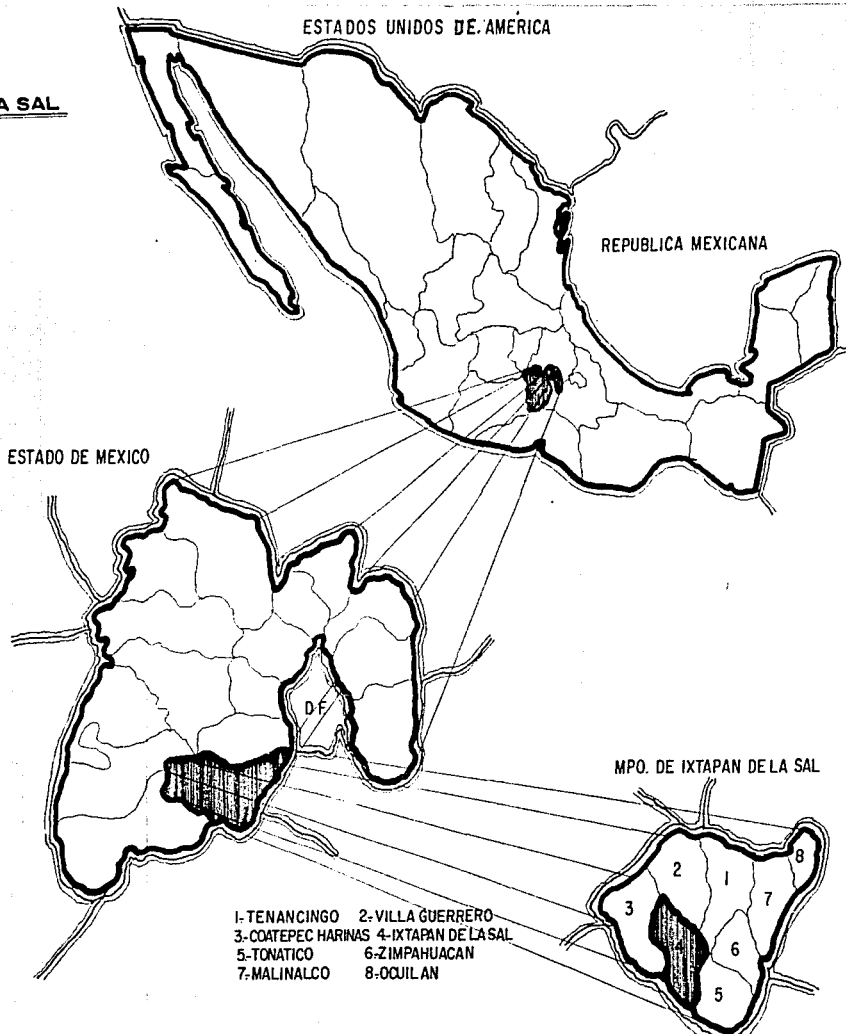 ESTADOS UNIDOS DE. AMERICA
A SAL
REPUBLICA MEXICANA
ESTADO DE MEXICO
D F
MPO. DE IXTAPAN DE LA SAL
1
2
3
4
5
6
7
8
1.-TENANCINGO 2.-VILLA GUERRERO
3.-COATEPEC HARINAS 4.-IXTAPAN DE LA SAL
5.-TONATICO 6.-ZIMPAHUACAN
7.-MALINALCO 8.-OCUILAN